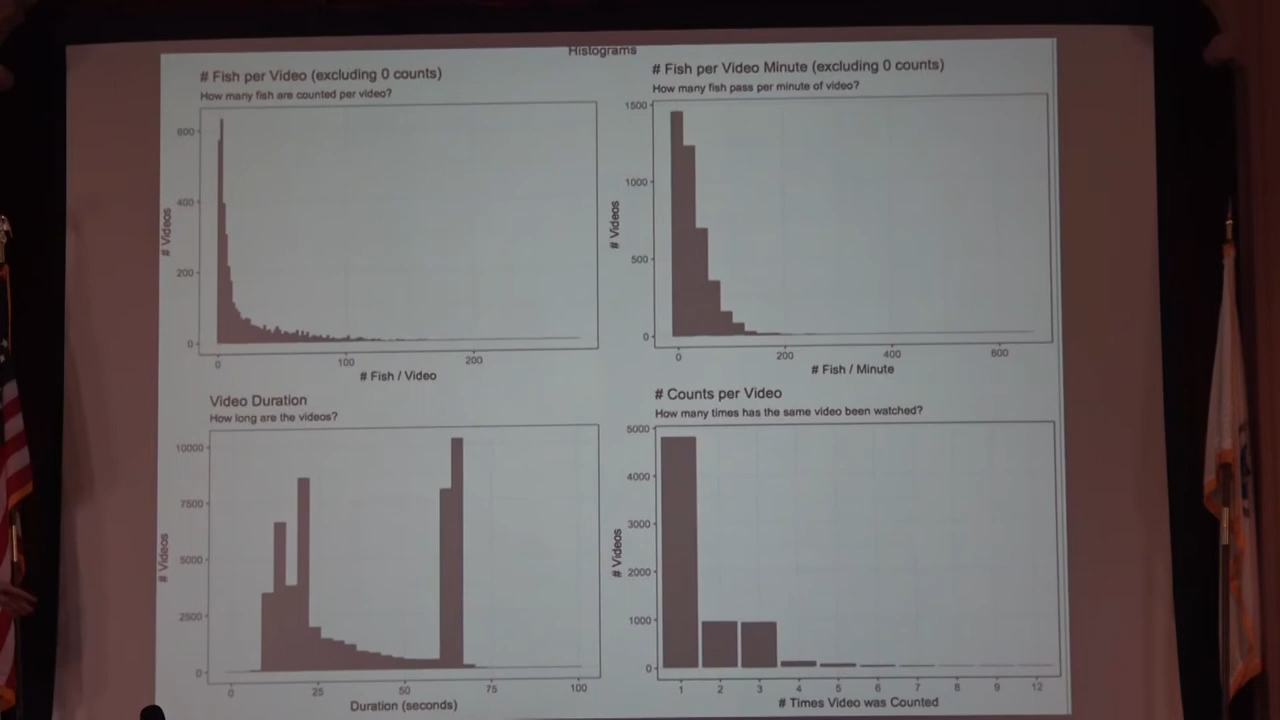 Histograms
# Fish per Video (excluding 0 counts)
How many fish are counted per video?
600
400
200
0
# Videos
0 100 200
# Fish / Video
# Fish per Video Minute (excluding 0 counts)
How many fish pass per minute of video?
1500
1000
500
0
# Videos
0 200 400 600
# Fish / Minute
Video Duration
How long are the videos?
10000
7500
5000
2500
0
# Videos
0 25 50 75 100
Duration (seconds)
# Counts per Video
How many times has the same video been watched?
5000
4000
3000
2000
1000
0
# Videos
1 2 3 4 5 6 7 8 9 12
# Times Video was Counted